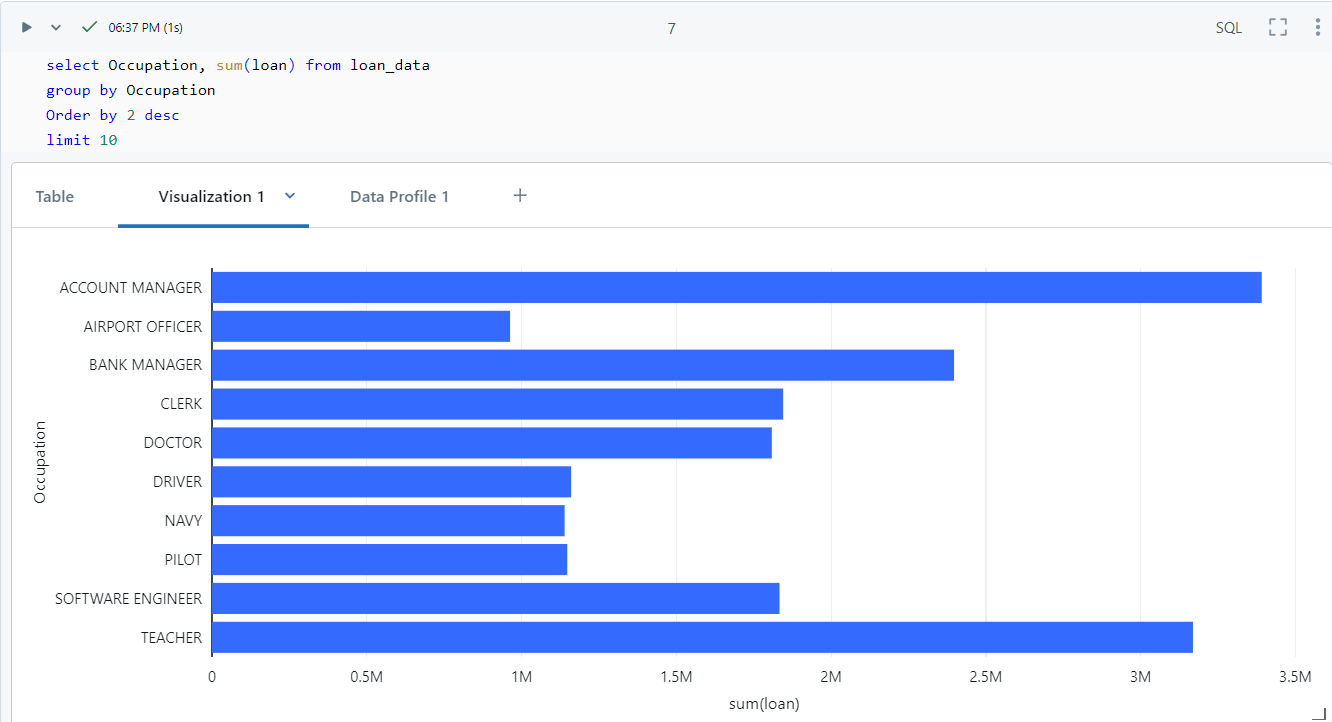 06:37 PM (1s)
7
SQL
select Occupation, sum(loan) from loan_data
group by Occupation
Order by 2 desc
limit 10
Table
Visualization 1
Data Profile 1
+
Occupation
ACCOUNT MANAGER
AIRPORT OFFICER
BANK MANAGER
CLERK
DOCTOR
DRIVER
NAVY
PILOT
SOFTWARE ENGINEER
TEACHER
0 0.5M 1M 1.5M 2M 2.5M 3M 3.5M
sum(loan)